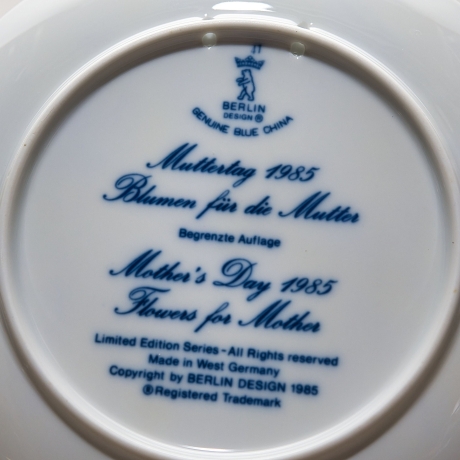 BERLIN
DESIGN ®
GENUINE BLUE CHINA
Muttertag 1985
Blumen für die Mutter
Begrenzte Auflage
Mother's Day 1985
Flowers for Mother
Limited Edition Series - All Rights reserved
Made in West Germany
Copyright by BERLIN DESIGN 1985
® Registered Trademark